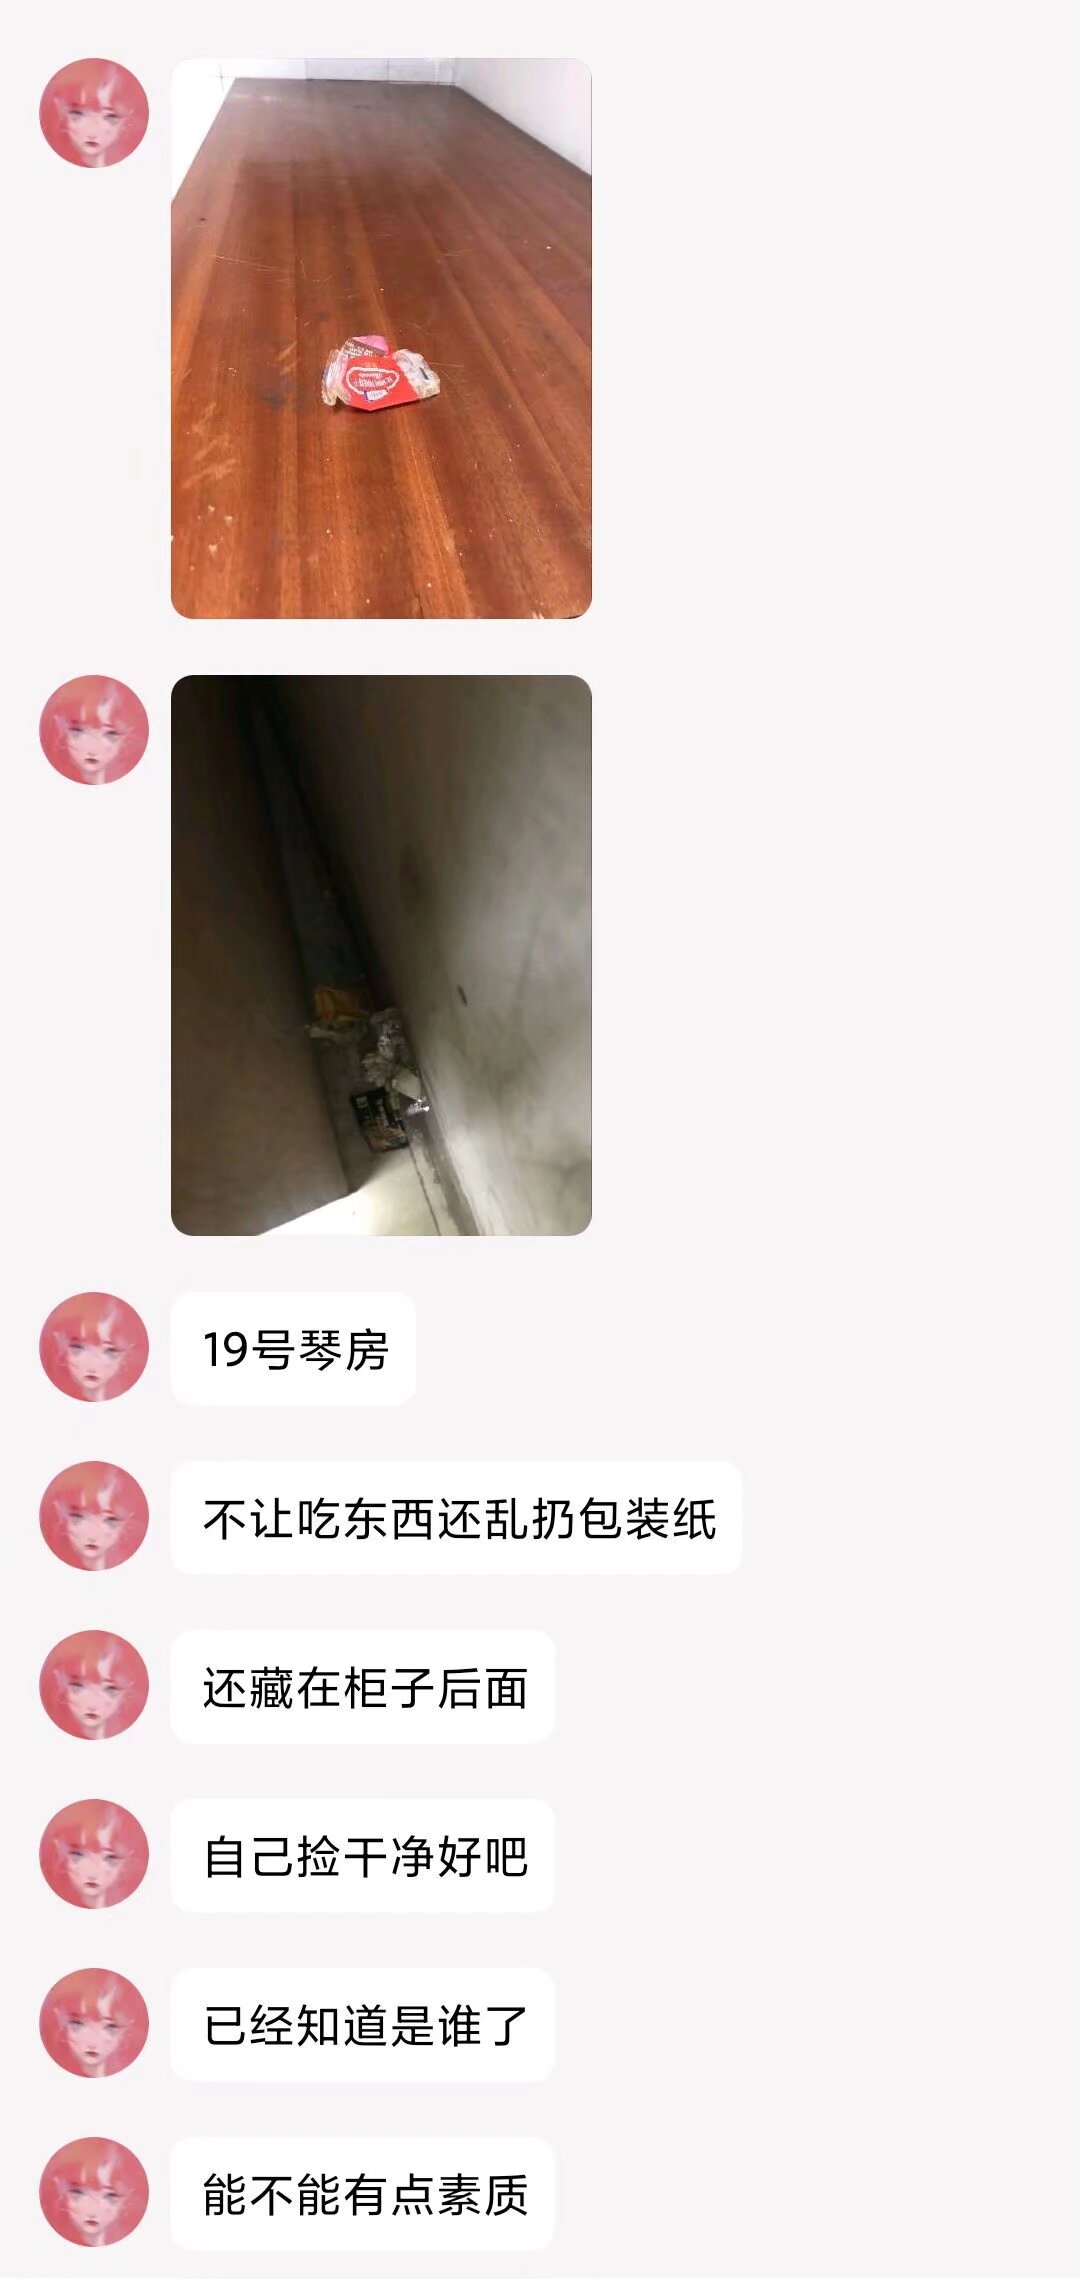 19号琴房
不让吃东西还乱扔包装纸
还藏在柜子后面
自己捡干净好吧
已经知道是谁了
能不能有点素质